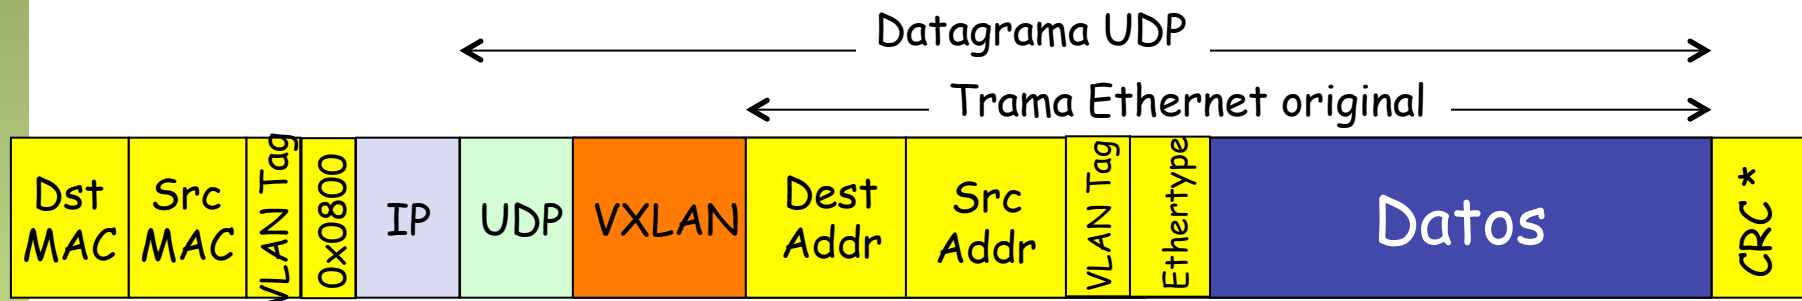 Datagrama UDP
Trama Ethernet original
Dst MAC
Src MAC
VLAN Tag
0x0800
IP
UDP
VXLAN
Dest Addr
Src Addr
VLAN Tag
Ethertype
Datos
CRC *